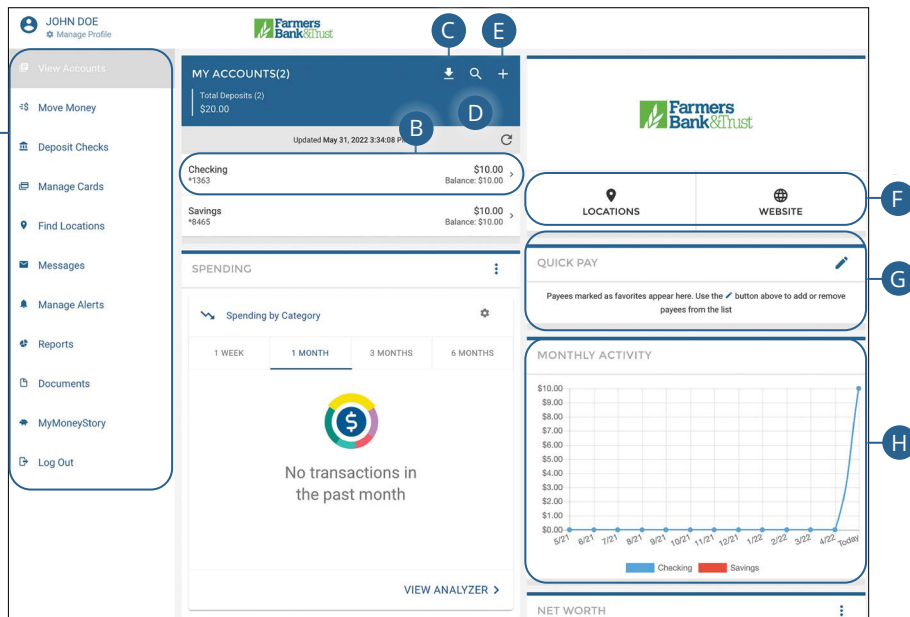 JOHN DOE
Manage Profile
Farmers
Bank&Trust
View Accounts
Move Money
Deposit Checks
Manage Cards
Find Locations
Messages
Manage Alerts
Reports
Documents
MyMoneyStory
Log Out
C
E
MY ACCOUNTS(2)
Total Deposits (2)
$20.00
D
B
Updated May 31, 2022 3:34:08 P
Checking
$10.00
*1363
Balance: $10.00
Savings
$10.00
*8465
Balance: $10.00
SPENDING
Spending by Category
1 WEEK
1 MONTH
3 MONTHS
6 MONTHS
$
No transactions in
the past month
VIEW ANALYZER >
Farmers
Bank&Trust
LOCATIONS
WEBSITE
F
QUICK PAY
G
Payees marked as favorites appear here. Use the button above to add or remove
payees from the list
MONTHLY ACTIVITY
H
$10.00
$9.00
$8.00
$7.00
$6.00
$5.00
$4.00
$3.00
$2.00
$1.00
$0.00
5/21 6/21 7/21 8/21 9/21 10/21 11/21 12/21 1/22 2/22 3/22 4/22 Today
Checking Savings
NET WORTH